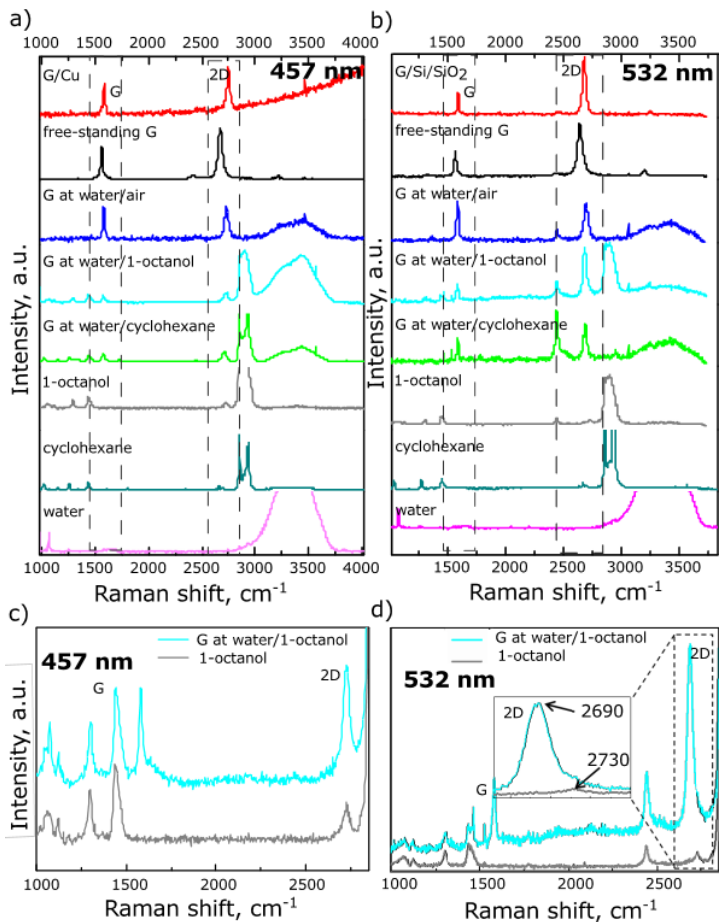 a)
1000 1500 2000 2500 3000 3500 4000
G/Cu
G
2D
457 nm
free-standing G
G at water/air
G at water/1-octanol
G at water/cyclohexane
1-octanol
cyclohexane
water
1000 1500 2000 2500 3000 3500 4000
Raman shift, cm-1
Intensity, a.u.
b)
1000 1500 2000 2500 3000 3500
G/Si/SiO2
G
2D
532 nm
free-standing G
G at water/air
G at water/1-octanol
G at water/cyclohexane
1-octanol
cyclohexane
water
1000 1500 2000 2500 3000 3500
Raman shift, cm-1
Intensity, a.u.
c)
G at water/1-octanol
1-octanol
457 nm
G
2D
1000 1500 2000 2500
Raman shift, cm-1
Intensity, a.u.
d)
G at water/1-octanol
1-octanol
532 nm
2D
2D
2690
2730
G
1000 1500 2000 2500
Raman shift, cm-1